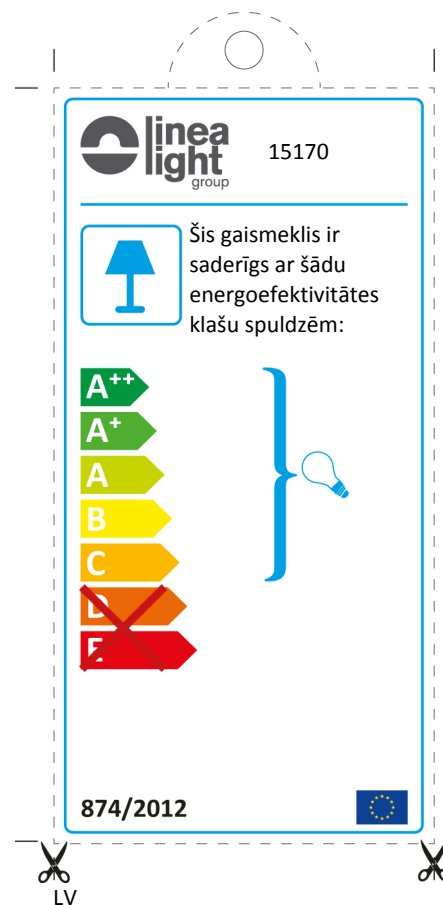 linea
light
group
15170
Šis gaismeklis ir
saderīgs ar šādu
energoefektivitātes
klašu spuldzēm:
A++
A+
A
B
C
D
E
874/2012
LV